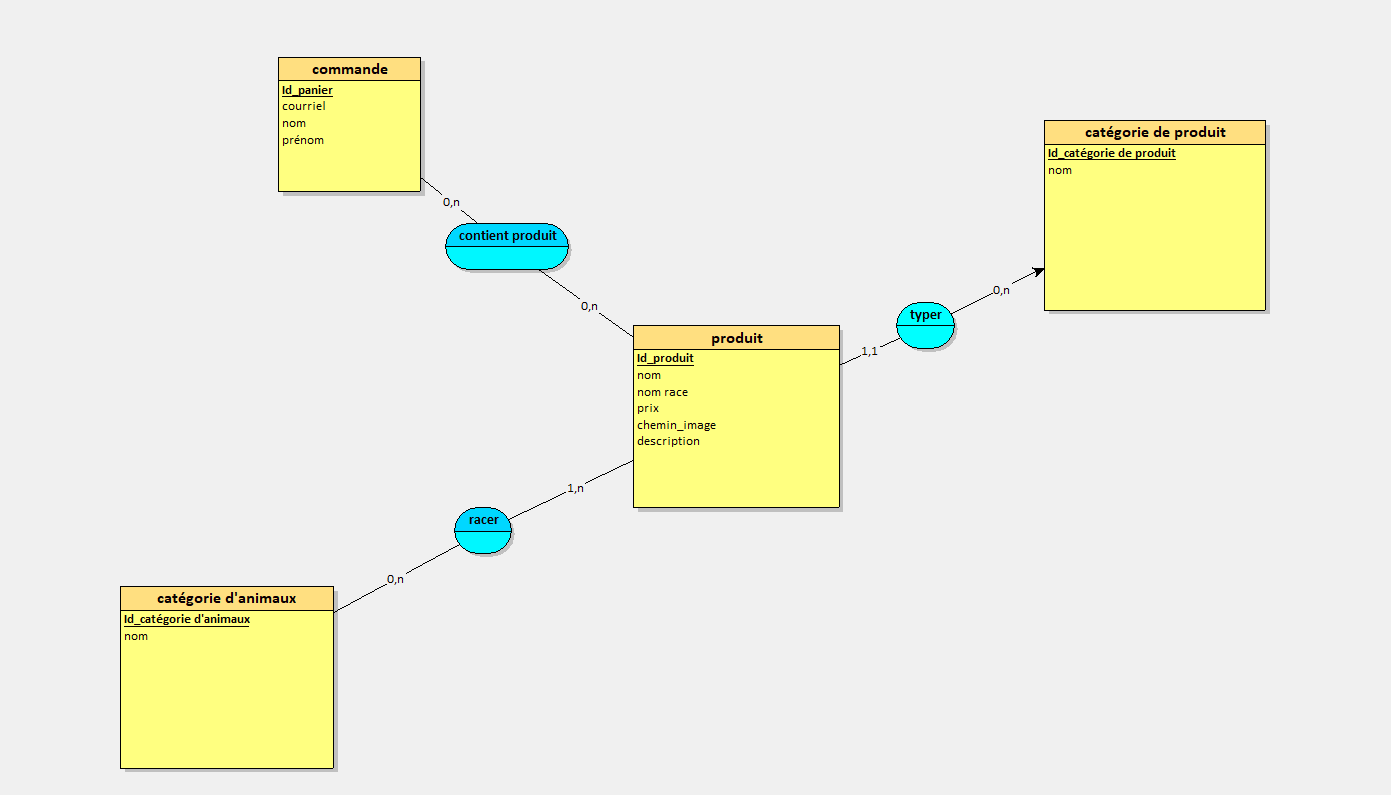 commande
Id_panier
courriel
nom
prénom
0,n
contient produit
0,n
catégorie de produit
Id_catégorie de produit
nom
0,n
typer
1,1
produit
Id_produit
nom
nom race
prix
chemin_image
description
1,n
racer
0,n
catégorie d'animaux
Id_catégorie d'animaux
nom